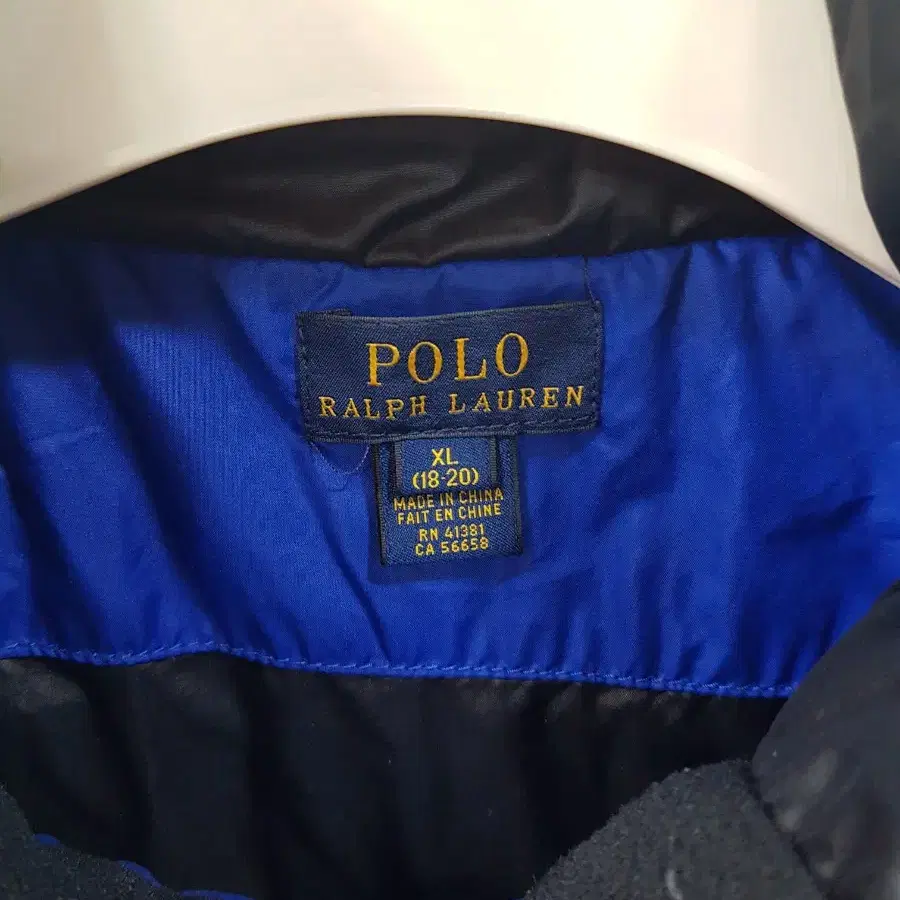 POLO
RALPH LAUREN
XL
(18-20)
MADE IN CHINA
FAIT EN CHINE
RN 41381
CA 56658